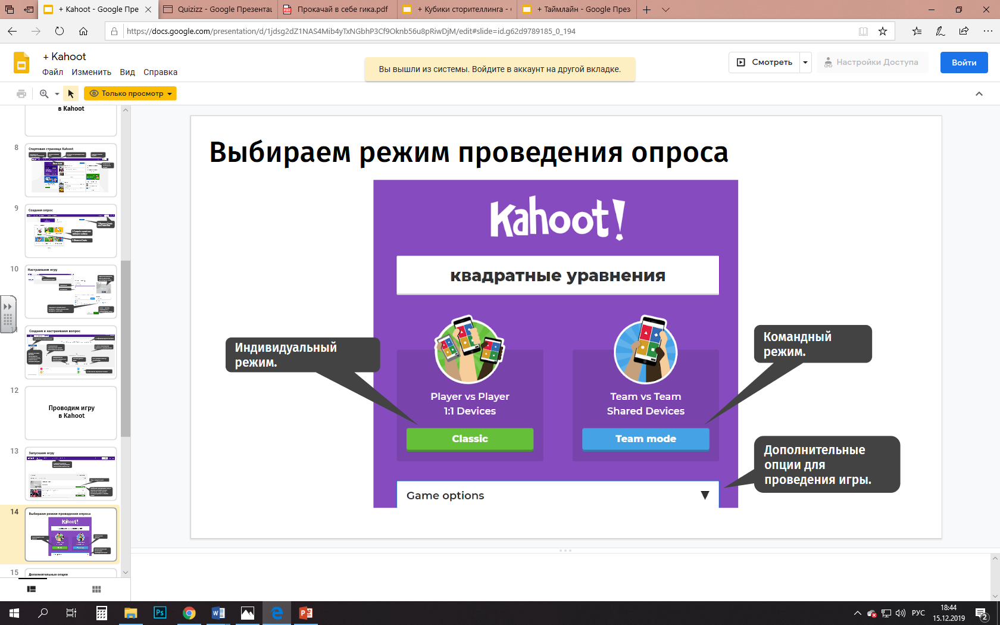 + Kahoot - Google Пре
Quizizz - Google Презентац
Прокачай в себе гика.pdf
+ Кубики сторителлинга -
+ Таймлайн - Google През
https://docs.google.com/presentation/d/1jdsg2dZ1NAS4Mib4yTxNGbhP3Cf9Oknb56u8pRiwDjM/edit#slide=id.g62d9789185_0_194
+ Kahoot
Файл Изменить Вид Справка
Вы вышли из системы. Войдите в аккаунт на другой вкладке.
Смотреть
Настройки Доступа
Войти
Только просмотр
в Kahoot
8
Стартовая страница Kahoot
9
Создаем опрос
10
Настраиваем игру
11
Создаем и настраиваем вопрос
12
Проводим игру
в Kahoot
13
Запускаем игру
14
Выбираем режим проведения опроса
15
Дополнительные опции
Выбираем режим проведения опроса
Kahoot!
квадратные уравнения
Индивидуальный
режим.
Командный
режим.
Player vs Player
1:1 Devices
Team vs Team
Shared Devices
Classic
Team mode
Дополнительные
опции для
проведения игры.
Game options
Ps
РУС
18:44
15.12.2019
2